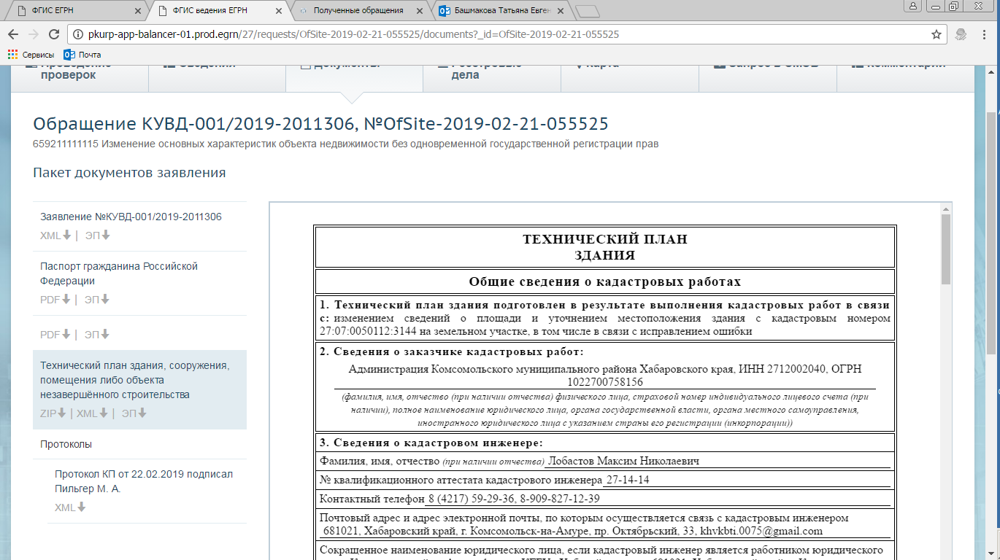 ФГИС ЕГРН
ФГИС ведения ЕГРН
Полученные обращения
Башмакова Татьяна Евген
pkurp-app-balancer-01.prod.egrn/27/requests/OfSite-2019-02-21-055525/documents?_id=OfSite-2019-02-21-055525
Сервисы
Почта
Проведение проверок
Сведения
Документы
Реестровые дела
Карта
Запрос в СМЭВ
Комментарии
Обращение КУВД-001/2019-2011306, №OfSite-2019-02-21-055525
659211111115 Изменение основных характеристик объекта недвижимости без одновременной государственной регистрации прав
Пакет документов заявления
Заявление №КУВД-001/2019-2011306
XML | ЭП
Паспорт гражданина Российской
Федерации
PDF | ЭП
PDF | ЭП
Технический план здания, сооружения,
помещения либо объекта
незавершённого строительства
ZIP | XML | ЭП
Протоколы
Протокол КП от 22.02.2019 подписал
Пильгер М. А.
XML
ТЕХНИЧЕСКИЙ ПЛАН
ЗДАНИЯ
Общие сведения о кадастровых работах
1. Технический план здания подготовлен в результате выполнения кадастровых работ в связи
с: изменением сведений о площади и уточнением местоположения здания с кадастровым номером
27:07:0050112:3144 на земельном участке, в том числе в связи с исправлением ошибки
2. Сведения о заказчике кадастровых работ:
Администрация Комсомольского муниципального района Хабаровского края, ИНН 2712002040, ОГРН
1022700758156
(фамилия, имя, отчество (при наличии отчества) физического лица, страховой номер индивидуального лицевого счета (при
наличии), полное наименование юридического лица, органа государственной власти, органа местного самоуправления,
иностранного юридического лица с указанием страны его регистрации (инкорпорации))
3. Сведения о кадастровом инженере:
Фамилия, имя, отчество (при наличии отчества) Лобастов Максим Николаевич
№ квалификационного аттестата кадастрового инженера 27-14-14
Контактный телефон 8 (4217) 59-29-36, 8-909-827-12-39
Почтовый адрес и адрес электронной почты, по которым осуществляется связь с кадастровым инженером
681021, Хабаровский край, г. Комсомольск-на-Амуре, пр. Октябрьский, 33, khvkbti.0075@gmail.com
Сокращенное наименование юридического лица, если кадастровый инженер является работником юридического